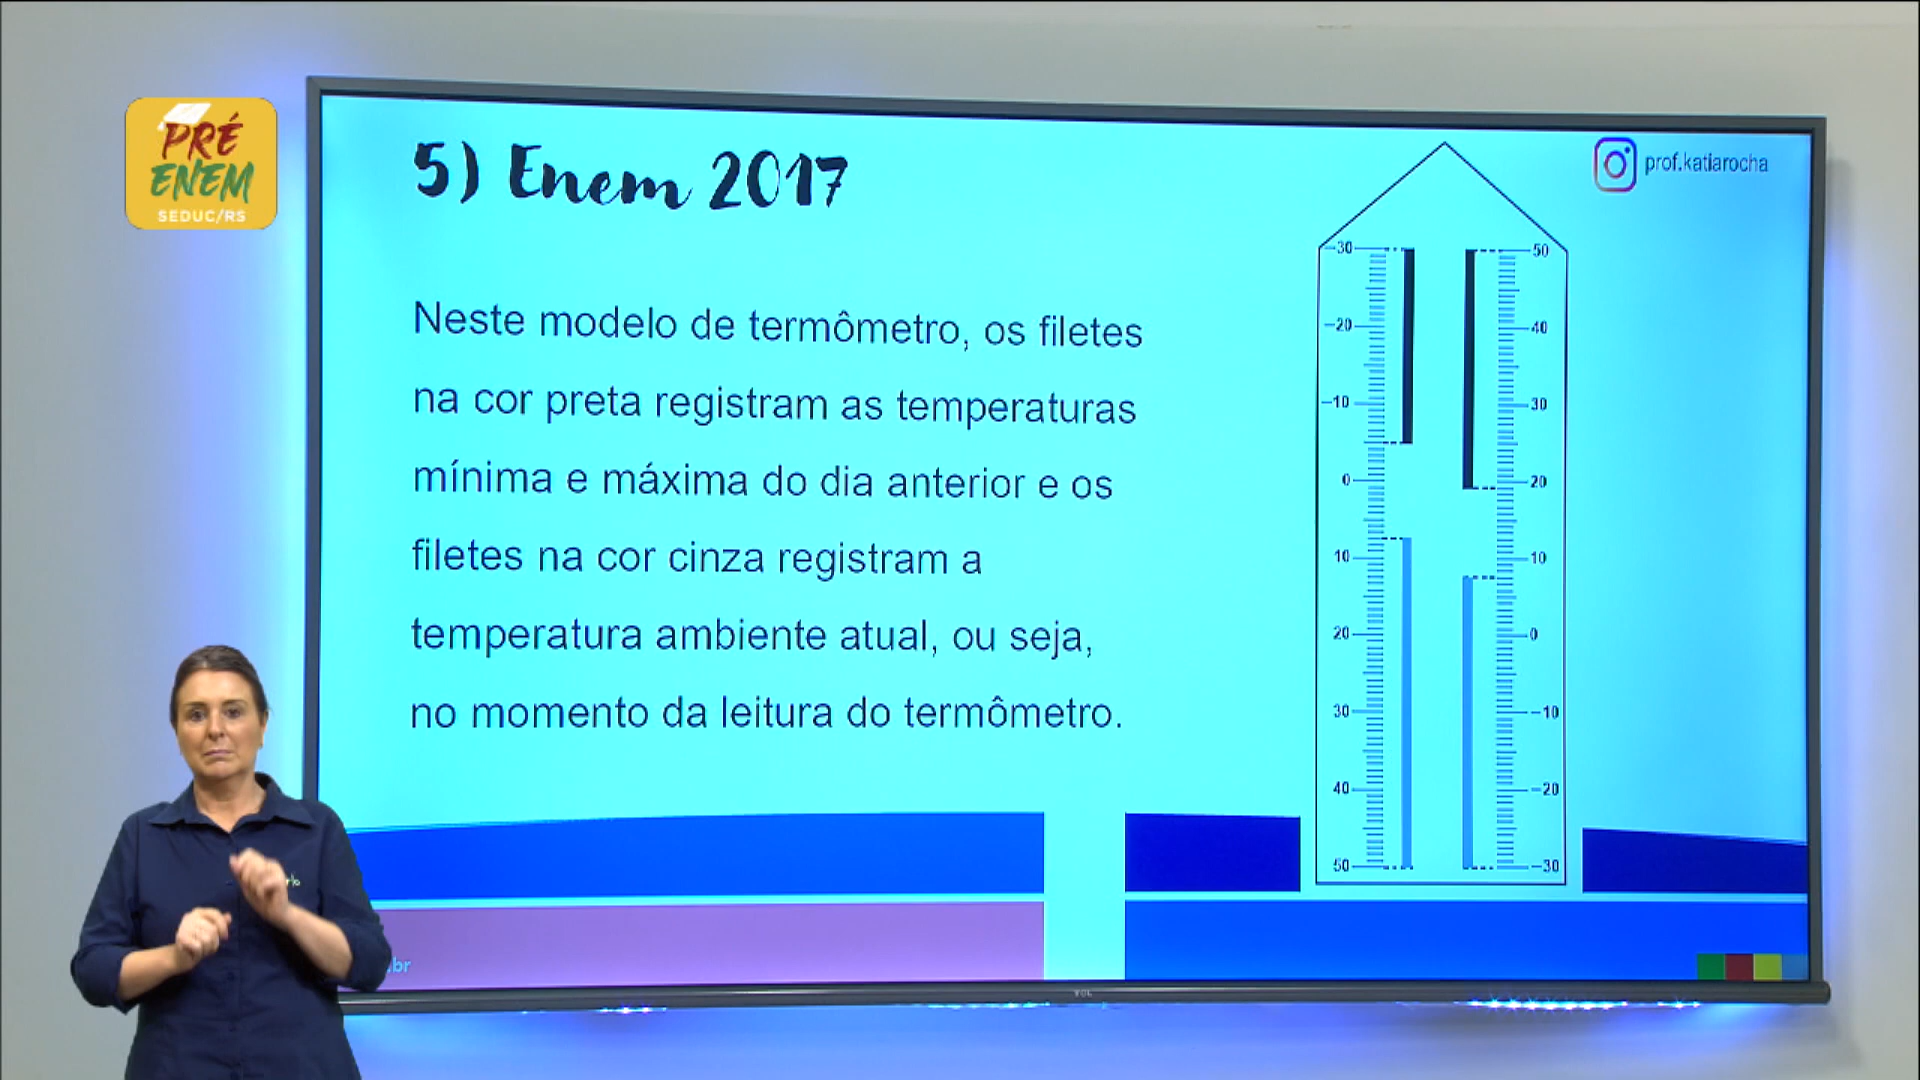 PRÉ
ENEM
SEDUC/RS
5) Enem 2017
prof.katiarocha
Neste modelo de termômetro, os filetes
na cor preta registram as temperaturas
mínima e máxima do dia anterior e os
filetes na cor cinza registram a
temperatura ambiente atual, ou seja,
no momento da leitura do termômetro.
-30
-20
-10
0
10
20
30
40
50
50
40
30
20
10
0
-10
-20
-30
.br
TCL